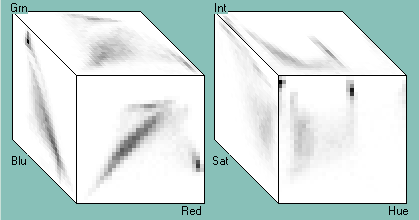 Grn Int
Blu Sat
Red Hue